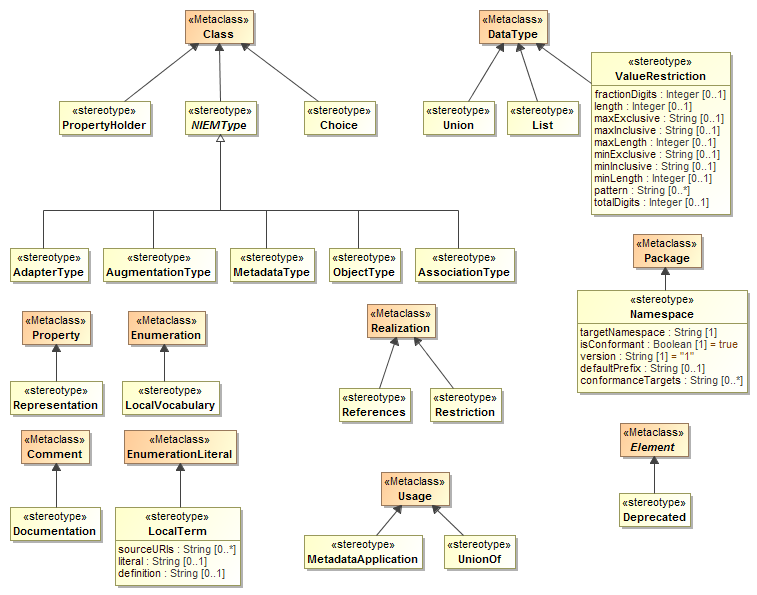 «Metaclass»
Class
«stereotype»
PropertyHolder
«stereotype»
NIEMType
«stereotype»
Choice
«Metaclass»
DataType
«stereotype»
Union
«stereotype»
List
«stereotype»
ValueRestriction
fractionDigits : Integer [0..1]
length : Integer [0..1]
maxExclusive : String [0..1]
maxInclusive : String [0..1]
maxLength : Integer [0..1]
minExclusive : String [0..1]
minInclusive : String [0..1]
minLength : Integer [0..1]
pattern : String [0..*]
totalDigits : Integer [0..1]
«stereotype»
AdapterType
«stereotype»
AugmentationType
«stereotype»
MetadataType
«stereotype»
ObjectType
«stereotype»
AssociationType
«Metaclass»
Package
«stereotype»
Namespace
targetNamespace : String [1]
isConformant : Boolean [1] = true
version : String [1] = "1"
defaultPrefix : String [0..1]
conformanceTargets : String [0..*]
«Metaclass»
Property
«stereotype»
Representation
«Metaclass»
Enumeration
«stereotype»
LocalVocabulary
«Metaclass»
Realization
«stereotype»
References
«stereotype»
Restriction
«Metaclass»
Comment
«stereotype»
Documentation
«Metaclass»
EnumerationLiteral
«stereotype»
LocalTerm
sourceURIs : String [0..*]
literal : String [0..1]
definition : String [0..1]
«Metaclass»
Usage
«stereotype»
MetadataApplication
«stereotype»
UnionOf
«Metaclass»
Element
«stereotype»
Deprecated